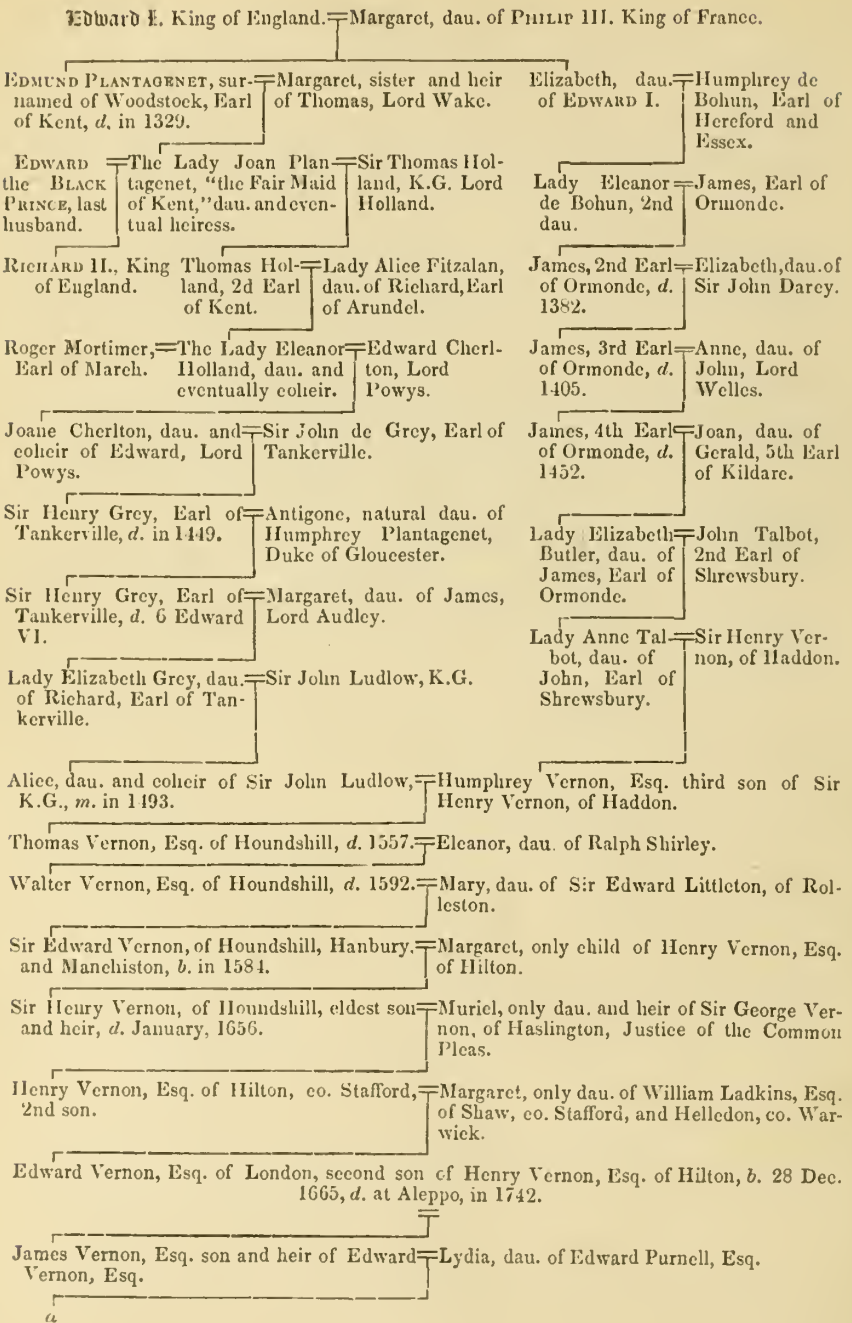 Edward I. King of England.=Margaret, dau. of PHILIP III. King of France.
EDMUND PLANTAGENET, sur-=Margaret, sister and heir
named of Woodstock, Earl of Thomas, Lord Wake.
of Kent, d. in 1329.
Elizabeth, dau.=Humphrey de
of EDWARD I. Bohun, Earl of
Hereford and
Essex.
EDWARD =The Lady Joan Plan-=Sir Thomas Hol-
the BLACK tagenet, "the Fair Maid land, K.G. Lord
PRINCE, last of Kent," dau. and even- Holland.
husband. tual heiress.
Lady Eleanor=James, Earl of
de Bohun, 2nd Ormonde.
dau.
RICHARD II., King Thomas Hol-=Lady Alice Fitzalan,
of England. land, 2d Earl dau. of Richard, Earl
of Kent. of Arundel.
James, 2nd Earl=Elizabeth, dau. of
of Ormonde, d. Sir John Darcy.
1382.
Roger Mortimer,=The Lady Eleanor=Edward Cherl-
Earl of March. Holland, dau. and ton, Lord
eventually coheir. Powys.
James, 3rd Earl=Anne, dau. of
of Ormonde, d. John, Lord
1405. Welles.
Joane Cherlton, dau. and=Sir John de Grey, Earl of
coheir of Edward, Lord Tankerville.
Powys.
James, 4th Earl=Joan, dau. of
of Ormonde, d. Gerald, 5th Earl
1452. of Kildare.
Sir Henry Grey, Earl of=Antigone, natural dau. of
Tankerville, d. in 1449. Humphrey Plantagenet,
Duke of Gloucester.
Lady Elizabeth=John Talbot,
Butler, dau. of 2nd Earl of
James, Earl of Shrewsbury.
Ormonde.
Sir Henry Grey, Earl of=Margaret, dau. of James,
Tankerville, d. 6 Edward Lord Audley.
VI.
Lady Anne Tal-=Sir Henry Ver-
bot, dau. of non, of Haddon.
John, Earl of
Shrewsbury.
Lady Elizabeth Grey, dau.=Sir John Ludlow, K.G.
of Richard, Earl of Tan-
kerville.
Alice, dau. and coheir of Sir John Ludlow,=Humphrey Vernon, Esq. third son of Sir
K.G., m. in 1493. Henry Vernon, of Haddon.
Thomas Vernon, Esq. of Houndshill, d. 1557.=Eleanor, dau. of Ralph Shirley.
Walter Vernon, Esq. of Houndshill, d. 1592.=Mary, dau. of Sir Edward Littleton, of Rol-
leston.
Sir Edward Vernon, of Houndshill, Hanbury,=Margaret, only child of Henry Vernon, Esq.
and Manchiston, b. in 1584. of Hilton.
Sir Henry Vernon, of Houndshill, eldest son=Muriel, only dau. and heir of Sir George Ver-
and heir, d. January, 1656. non, of Haslington, Justice of the Common
Pleas.
Henry Vernon, Esq. of Hilton, co. Stafford,=Margaret, only dau. of William Ladkins, Esq.
2nd son. of Shaw, co. Stafford, and Helledon, co. War-
wick.
Edward Vernon, Esq. of London, second son of Henry Vernon, Esq. of Hilton, b. 28 Dec.
1665, d. at Aleppo, in 1742.
=
James Vernon, Esq. son and heir of Edward=Lydia, dau. of Edward Purnell, Esq.
Vernon, Esq.
a